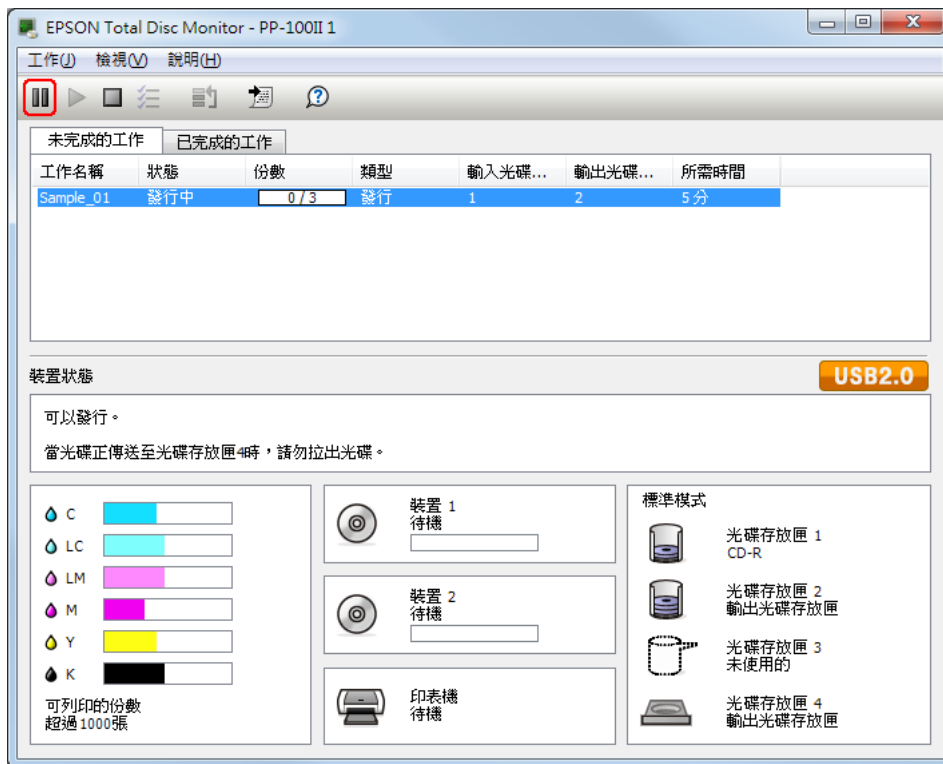 EPSON Total Disc Monitor - PP-100II 1
工作(J) 檢視(V) 說明(H)
未完成的工作 已完成的工作
工作名稱 狀態 份數 類型 輸入光碟... 輸出光碟... 所需時間
Sample_01 發行中 0 / 3 發行 1 2 5 分
裝置狀態
USB2.0
可以發行。
當光碟正傳送至光碟存放匣4時，請勿拉出光碟。
C
LC
LM
M
Y
K
可列印的份數
超過1000張
裝置 1
待機
裝置 2
待機
印表機
待機
標準模式
光碟存放匣 1
CD-R
光碟存放匣 2
輸出光碟存放匣
光碟存放匣 3
未使用的
光碟存放匣 4
輸出光碟存放匣